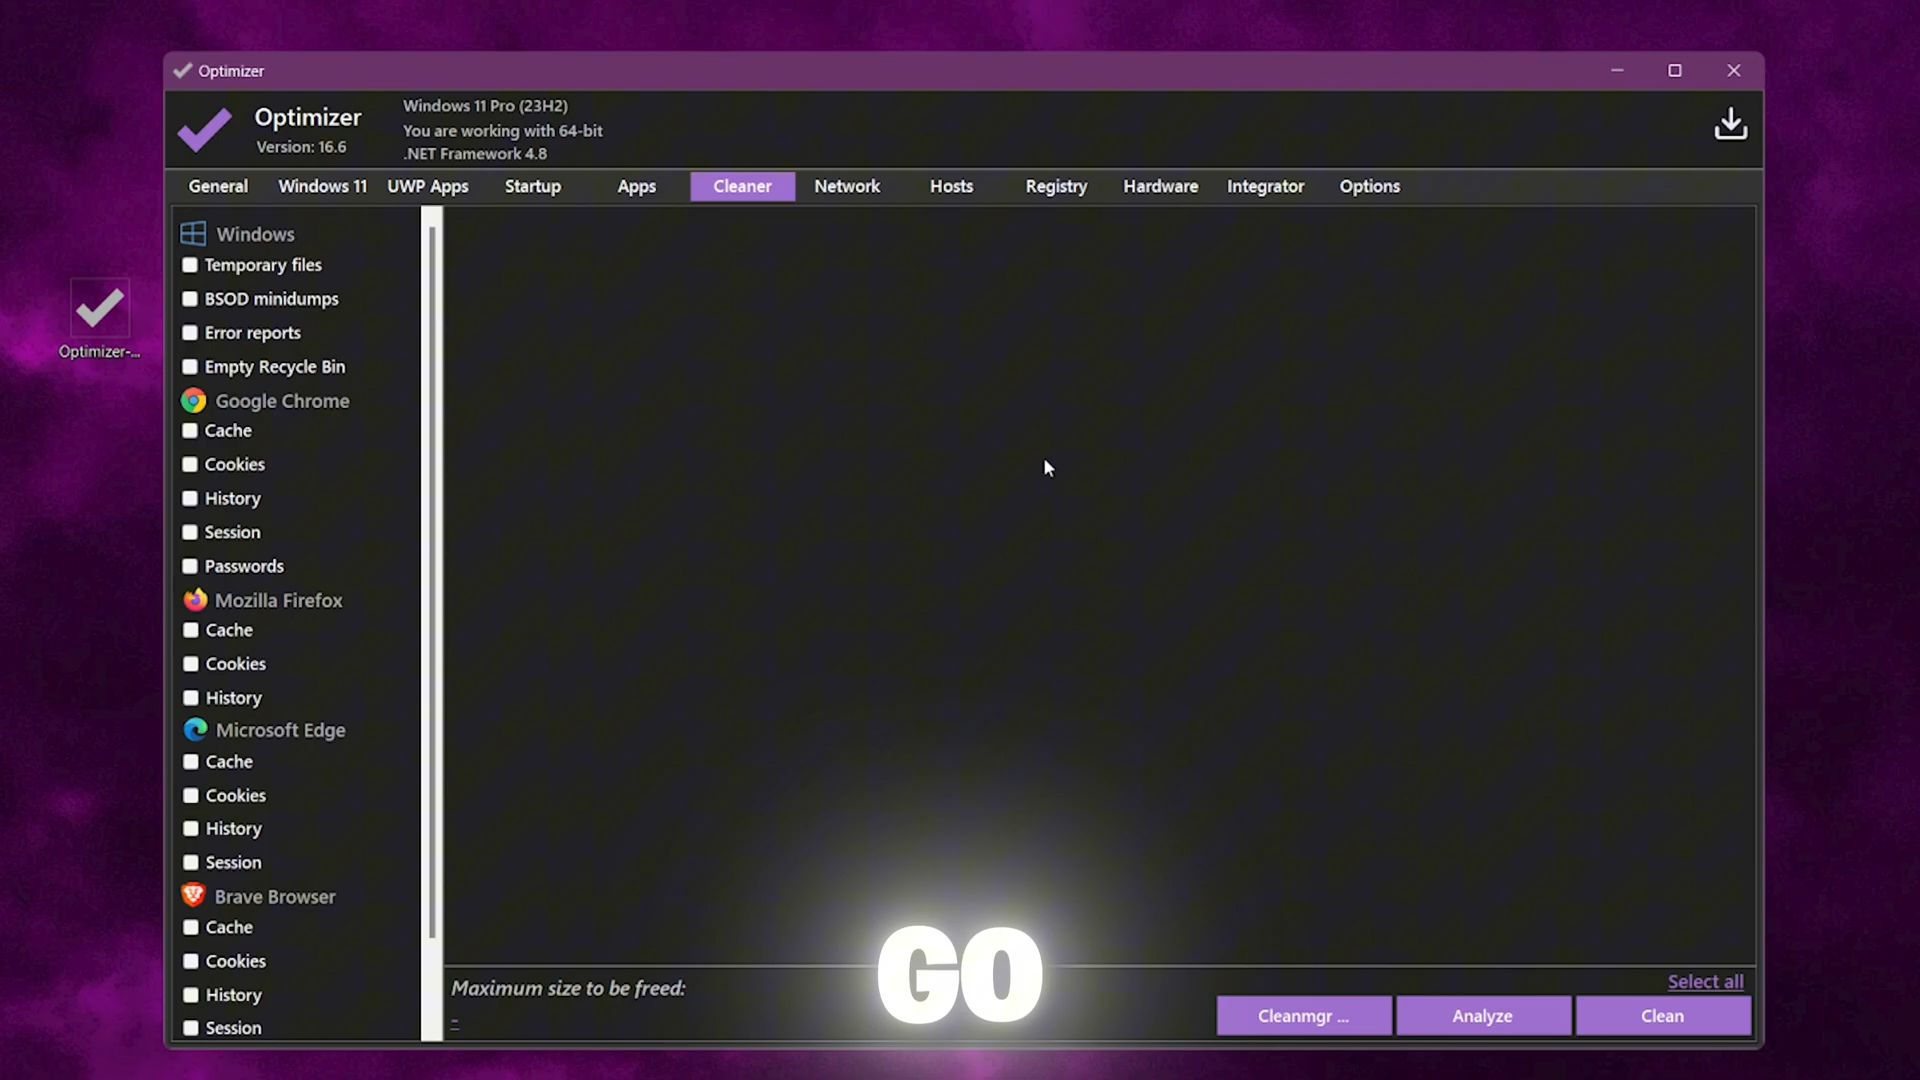 Optimizer
Optimizer
Version: 16.6
Windows 11 Pro (23H2)
You are working with 64-bit
.NET Framework 4.8
General Windows 11 UWP Apps Startup Apps Cleaner Network Hosts Registry Hardware Integrator Options
Optimizer-...
Windows
Temporary files
BSOD minidumps
Error reports
Empty Recycle Bin
Google Chrome
Cache
Cookies
History
Session
Passwords
Mozilla Firefox
Cache
Cookies
History
Microsoft Edge
Cache
Cookies
History
Session
Brave Browser
Cache
Cookies
History
Session
Maximum size to be freed:
-
GO
Select all
Cleanmgr ... Analyze Clean